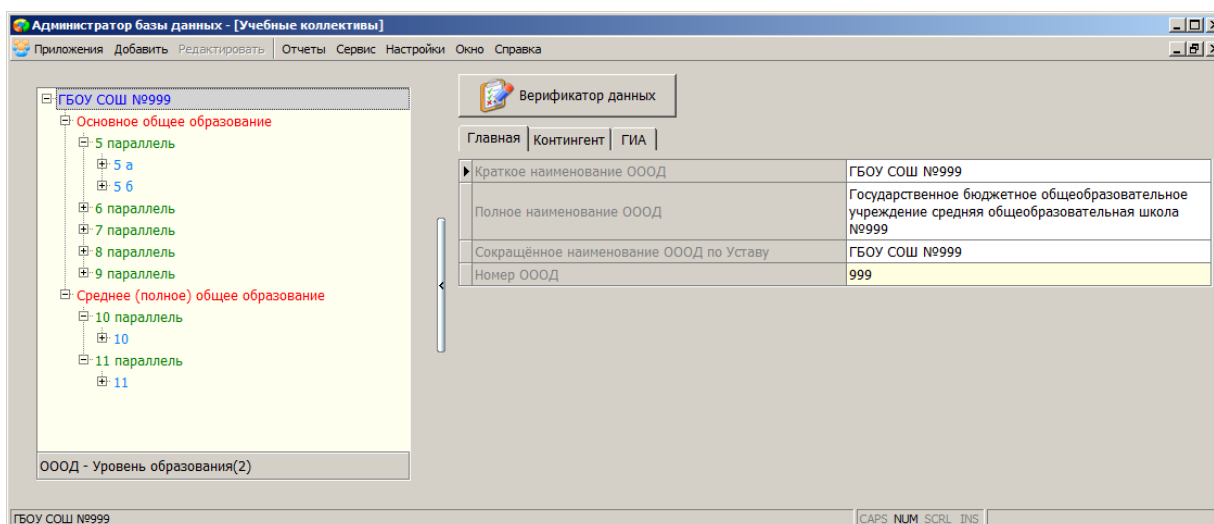 Администратор базы данных - [Учебные коллективы]
Приложения Добавить Редактировать Отчеты Сервис Настройки Окно Справка
ГБОУ СОШ №999
Основное общее образование
5 параллель
5 а
5 б
6 параллель
7 параллель
8 параллель
9 параллель
Среднее (полное) общее образование
10 параллель
10
11 параллель
11
ОООД - Уровень образования(2)
Верификатор данных
Главная Контингент ГИА
Краткое наименование ОООД ГБОУ СОШ №999
Полное наименование ОООД Государственное бюджетное общеобразовательное
учреждение средняя общеобразовательная школа
№999
Сокращённое наименование ОООД по Уставу ГБОУ СОШ №999
Номер ОООД 999
ГБОУ СОШ №999 CAPS NUM SCRL INS